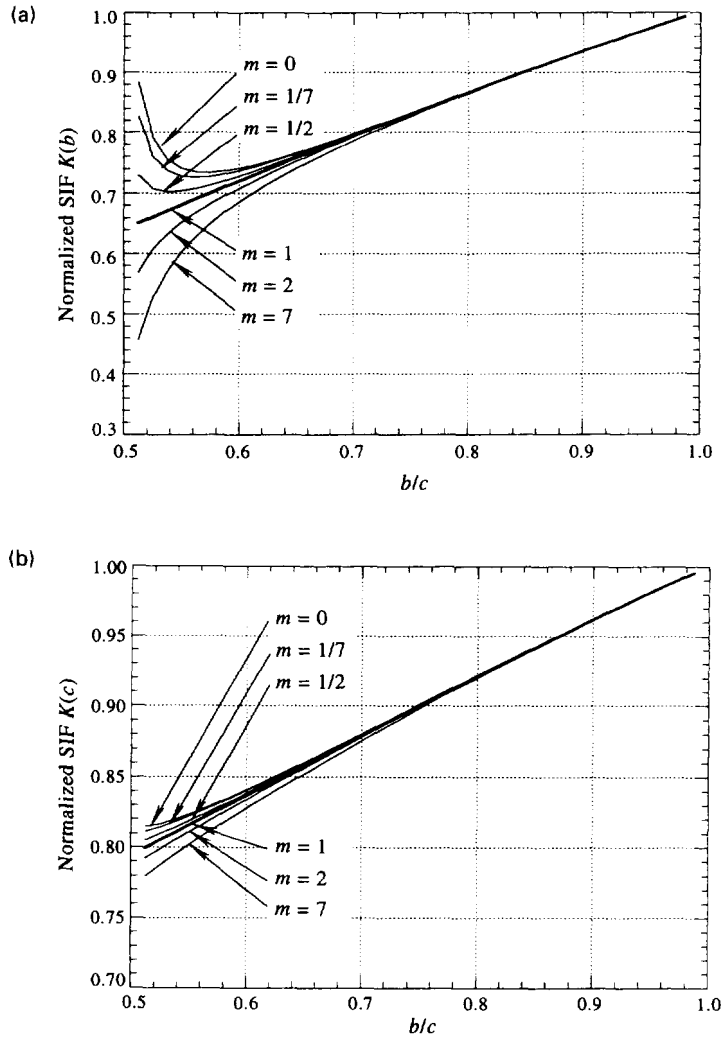 (a)
1.0
0.9
0.8
0.7
0.6
0.5
0.4
0.3
Normalized SIF K(b)
m = 0
m = 1/7
m = 1/2
m = 1
m = 2
m = 7
0.5 0.6 0.7 0.8 0.9 1.0
b/c
(b)
1.00
0.95
0.90
0.85
0.80
0.75
0.70
Normalized SIF K(c)
m = 0
m = 1/7
m = 1/2
m = 1
m = 2
m = 7
0.5 0.6 0.7 0.8 0.9 1.0
b/c